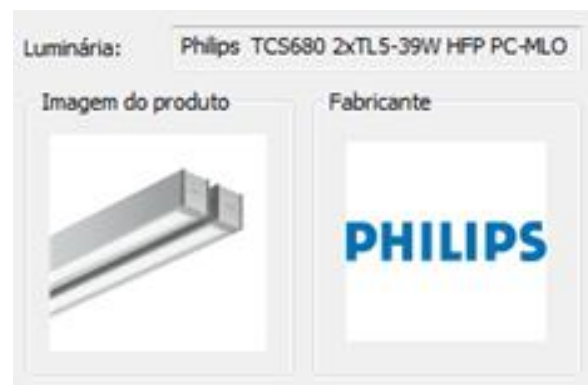 Luminária: Philips TCS680 2xTL5-39W HFP PC-MLO
Imagem do produto
Fabricante
PHILIPS